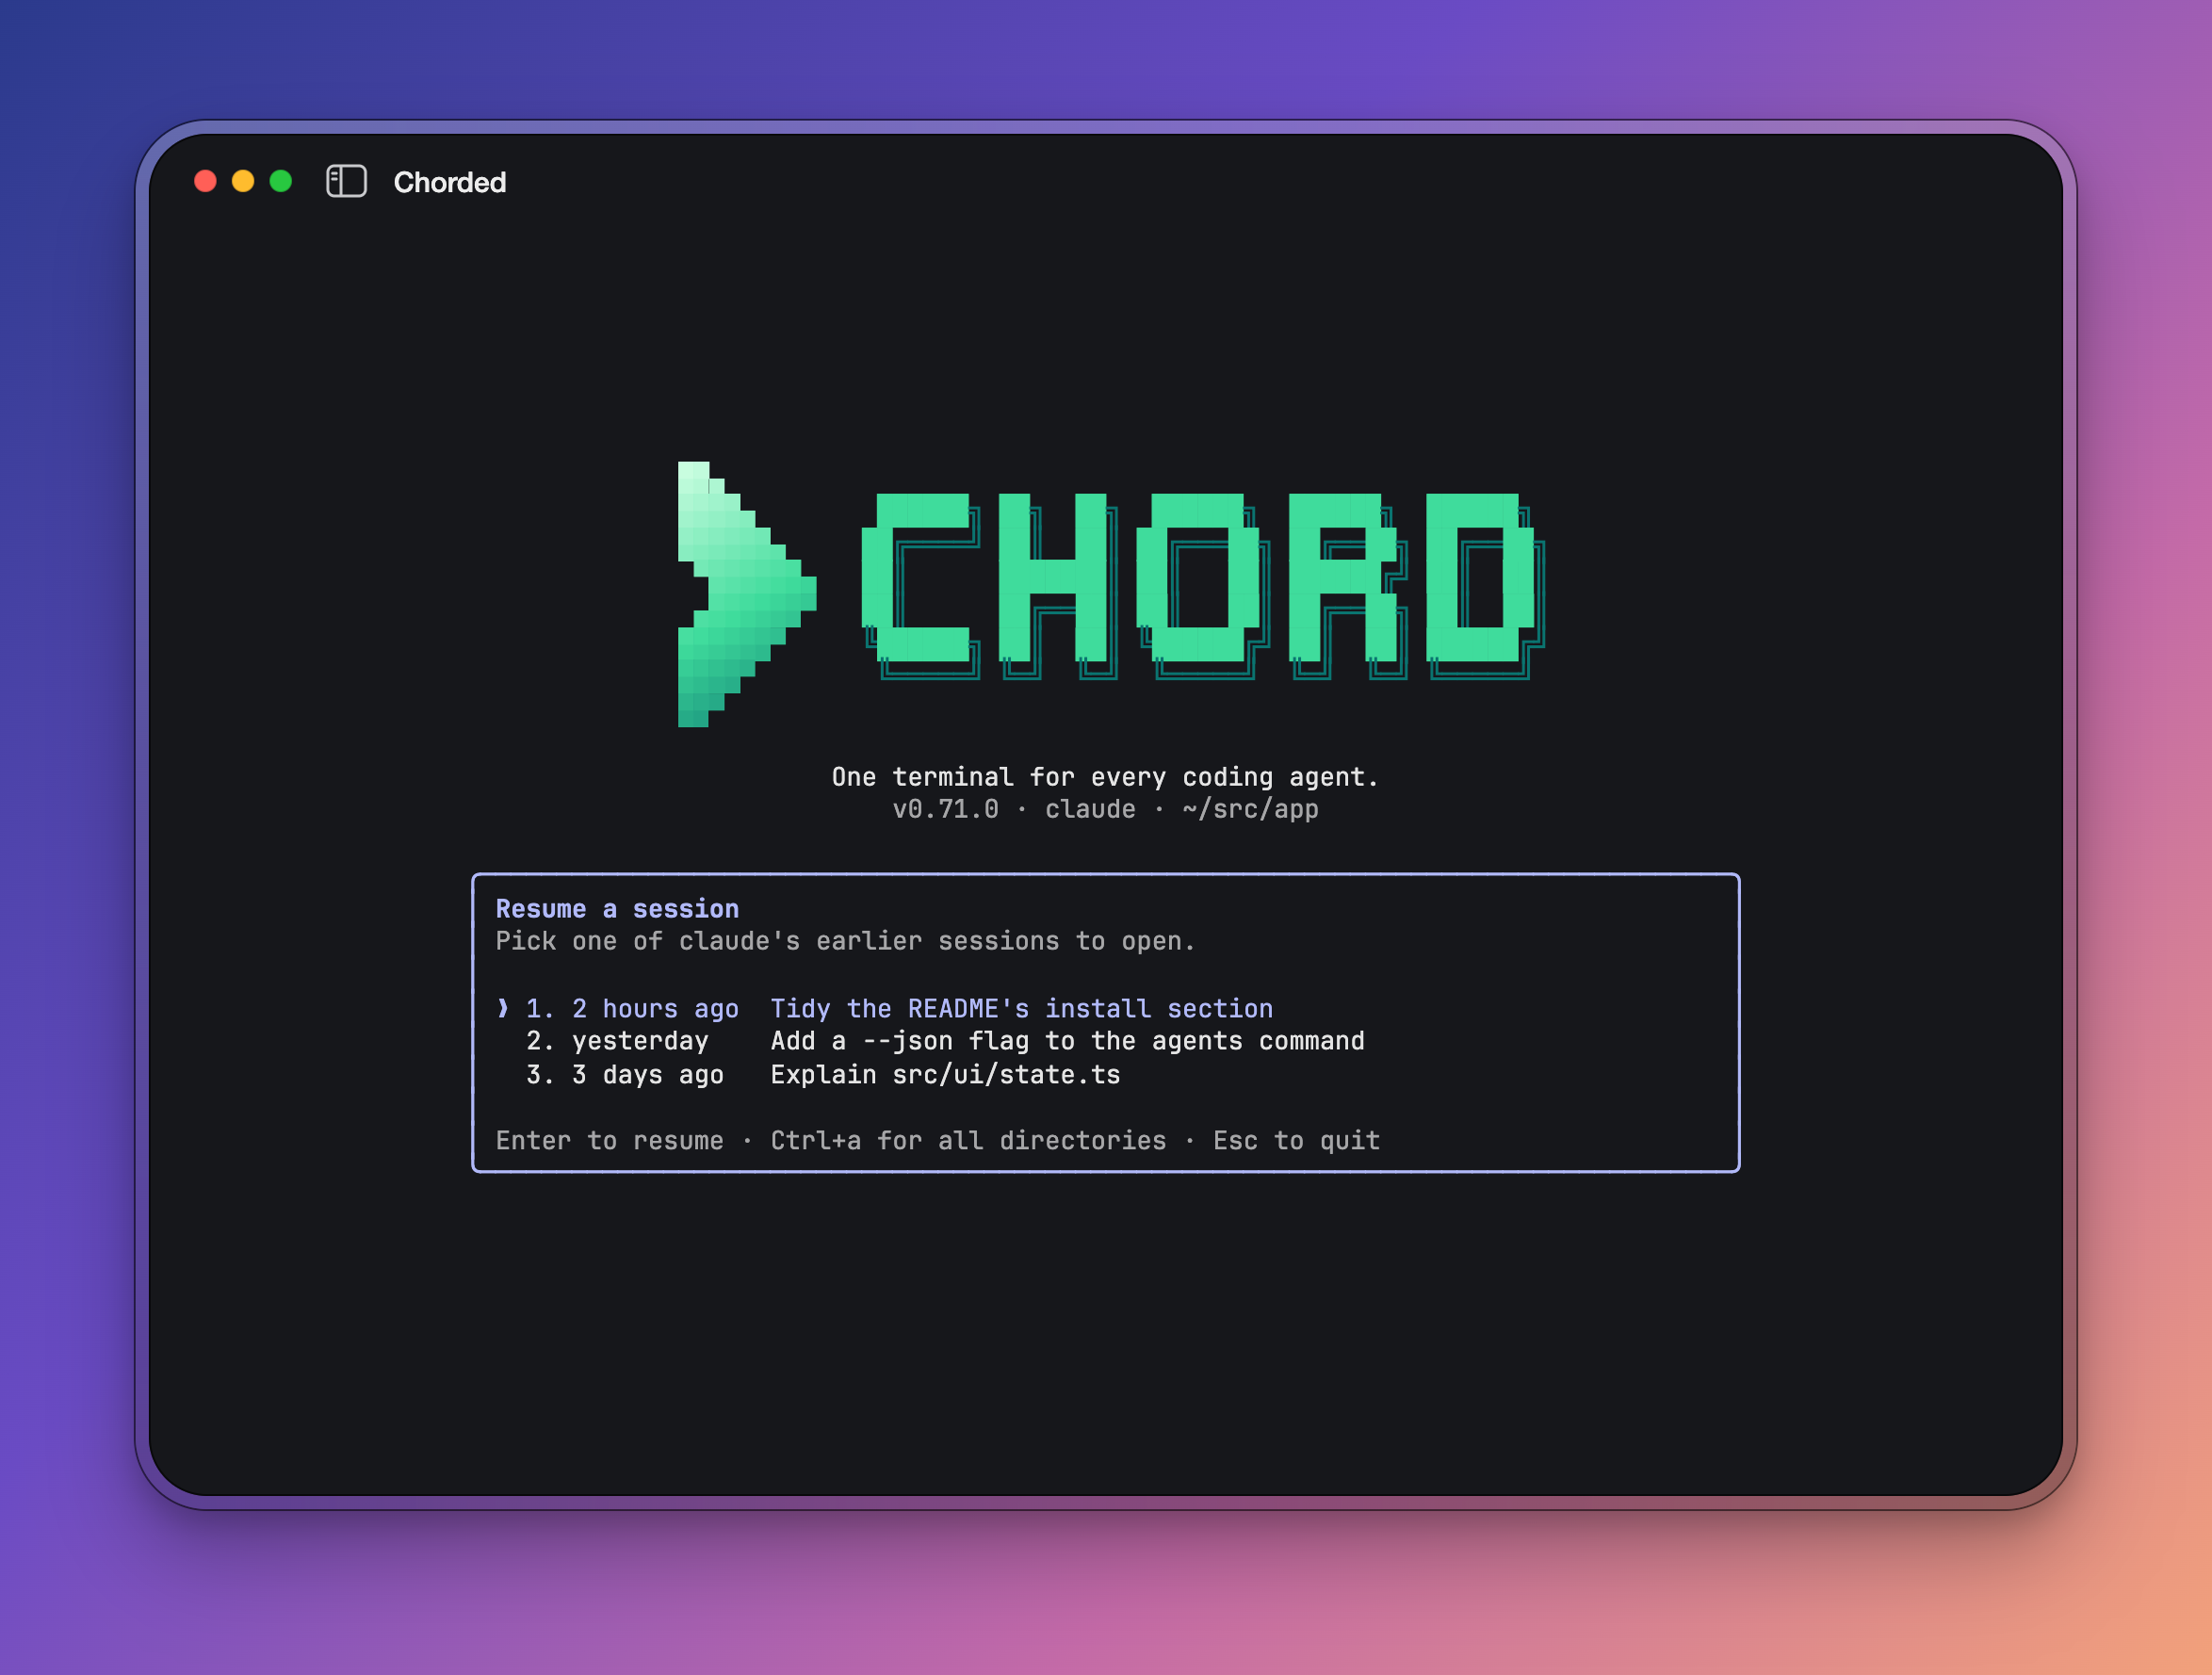 Chorded
CHORD
One terminal for every coding agent.
v0.71.0 · claude · ~/src/app
Resume a session
Pick one of claude's earlier sessions to open.
❯ 1. 2 hours ago  Tidy the README's install section
2. yesterday    Add a --json flag to the agents command
3. 3 days ago   Explain src/ui/state.ts
Enter to resume · Ctrl+a for all directories · Esc to quit